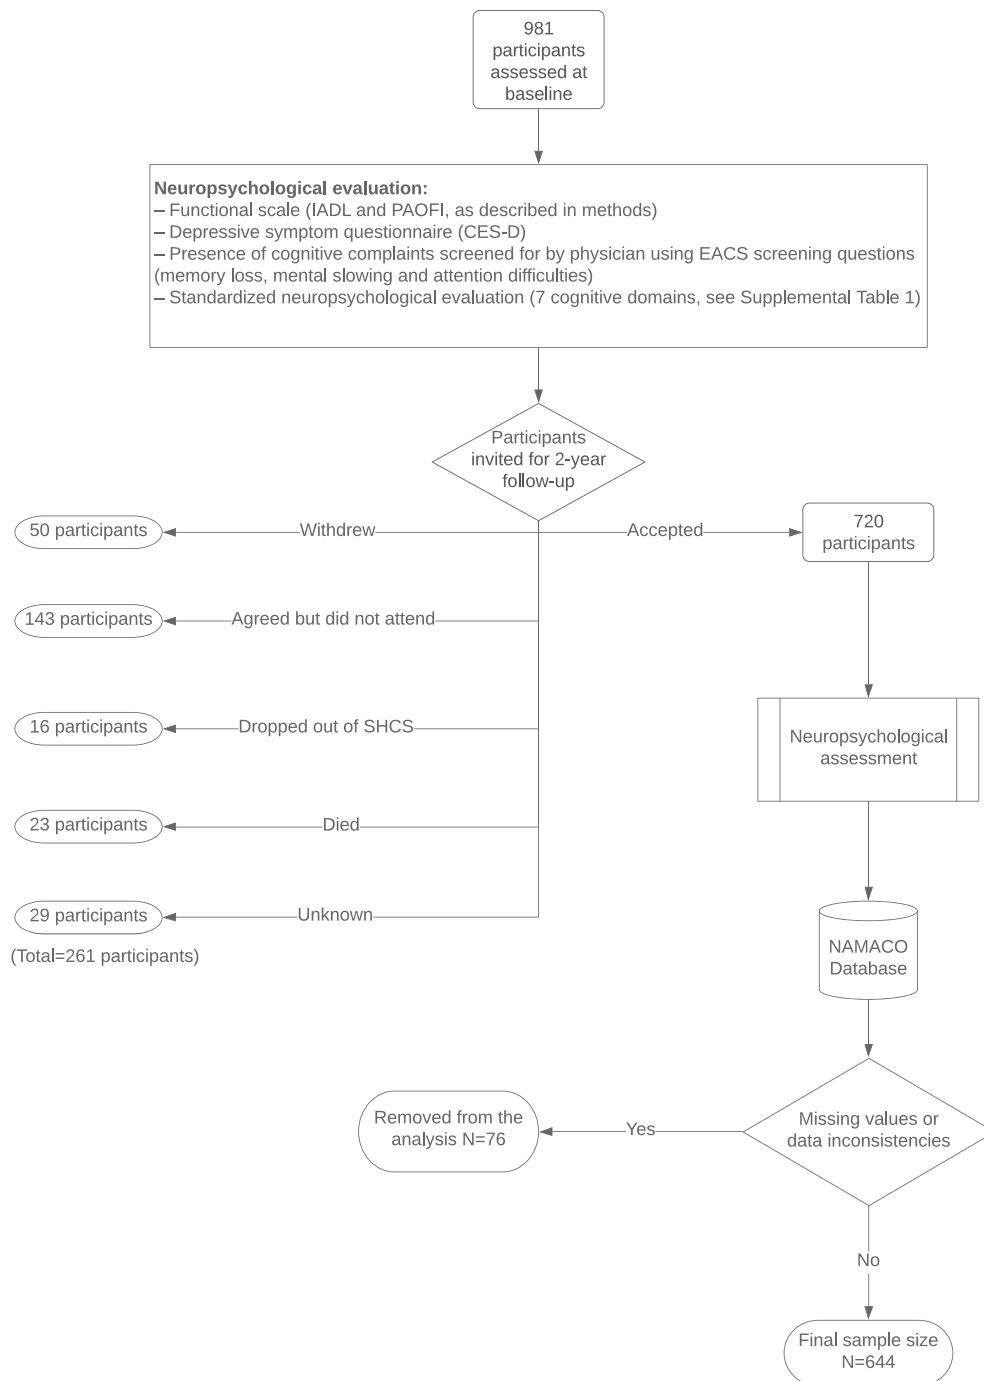 981
participants
assessed at
baseline
Neuropsychological evaluation:
– Functional scale (IADL and PAOFI, as described in methods)
– Depressive symptom questionnaire (CES-D)
– Presence of cognitive complaints screened for by physician using EACS screening questions
(memory loss, mental slowing and attention difficulties)
– Standardized neuropsychological evaluation (7 cognitive domains, see Supplemental Table 1)
Participants
invited for 2-year
follow-up
50 participants
Withdrew
Accepted
720
participants
143 participants
Agreed but did not attend
16 participants
Dropped out of SHCS
Neuropsychological
assessment
23 participants
Died
29 participants
Unknown
(Total=261 participants)
NAMACO
Database
Missing values or
data inconsistencies
Yes
Removed from the
analysis N=76
No
Final sample size
N=644